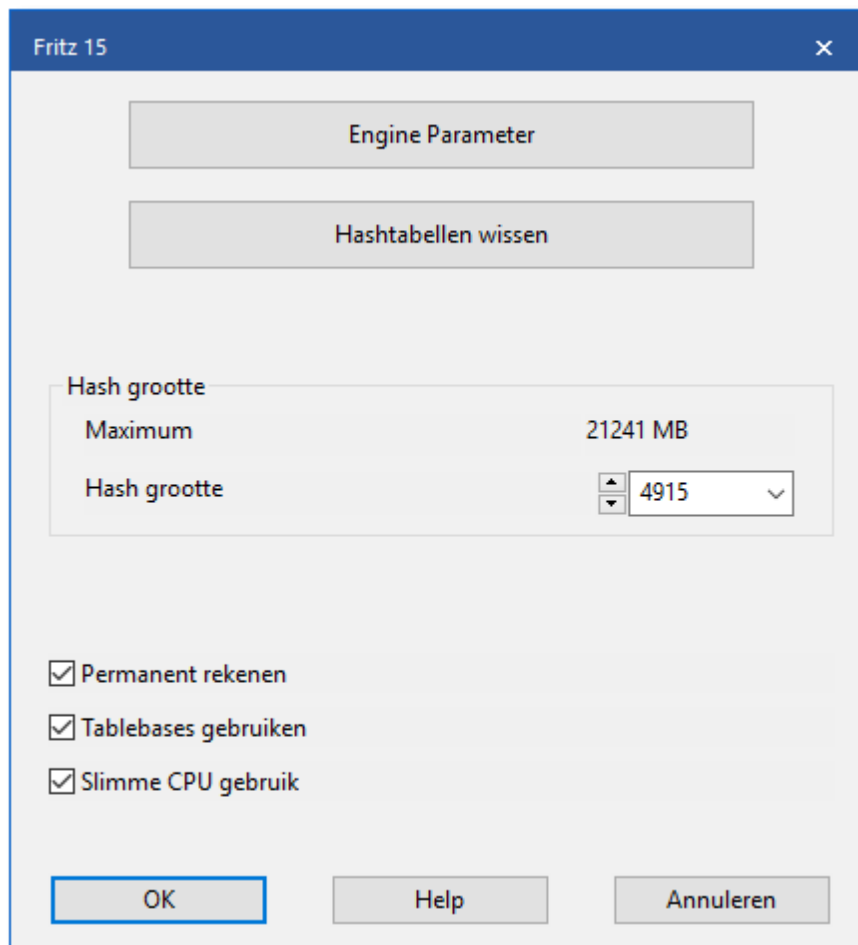 Fritz 15
Engine Parameter
Hashtabellen wissen
Hash grootte
Maximum 21241 MB
Hash grootte 4915
Permanent rekenen
Tablebases gebruiken
Slimme CPU gebruik
OK Help Annuleren